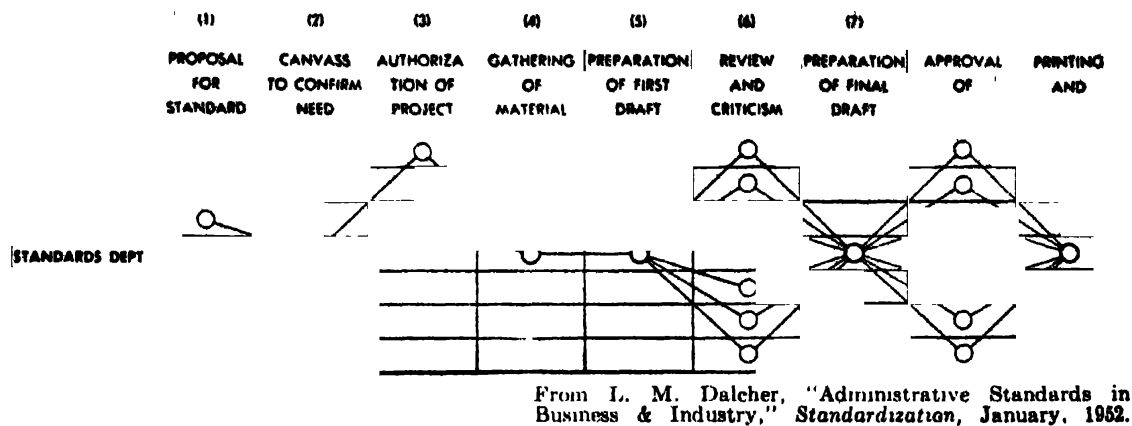 (1) (2) (3) (4) (5) (6) (7)
PROPOSAL CANVASS AUTHORIZA GATHERING PREPARATION REVIEW PREPARATION APPROVAL PRINTING
FOR TO CONFIRM TION OF OF OF FIRST AND OF FINAL OF AND
STANDARD NEED PROJECT MATERIAL DRAFT CRITICISM DRAFT
STANDARDS DEPT
From L. M. Dalcher, "Administrative Standards in
Business & Industry," Standardization, January, 1952.